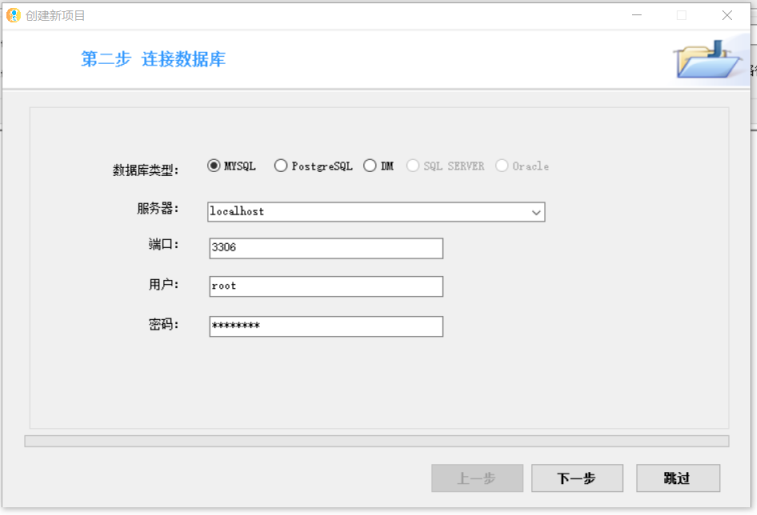 创建新项目
第二步 连接数据库
数据库类型: MYSQL PostgreSQL DM SQL SERVER Oracle
服务器: localhost
端口: 3306
用户: root
密码: ********
上一步 下一步 跳过